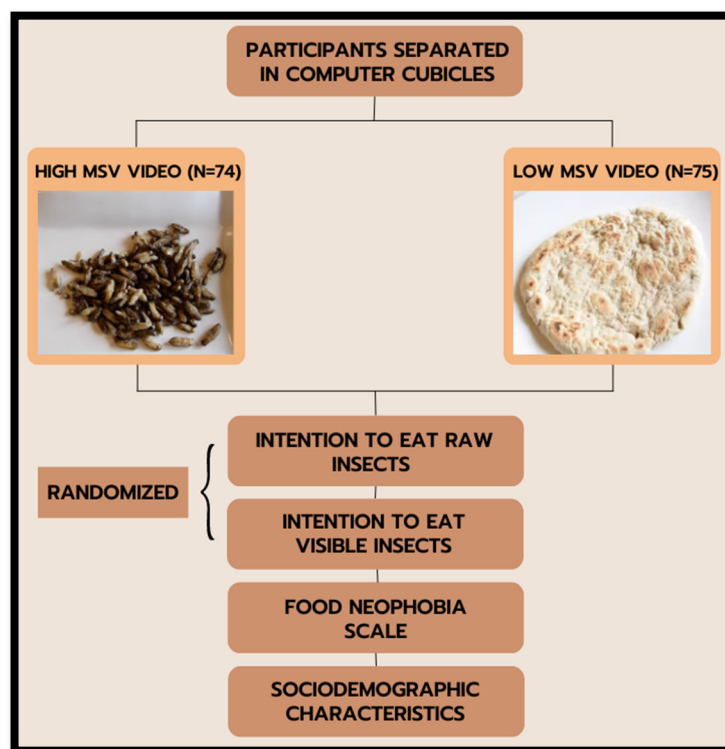 PARTICIPANTS SEPARATED
IN COMPUTER CUBICLES
HIGH MSV VIDEO (N=74)
LOW MSV VIDEO (N=75)
INTENTION TO EAT RAW
INSECTS
RANDOMIZED
INTENTION TO EAT
VISIBLE INSECTS
FOOD NEOPHOBIA
SCALE
SOCIODEMOGRAPHIC
CHARACTERISTICS